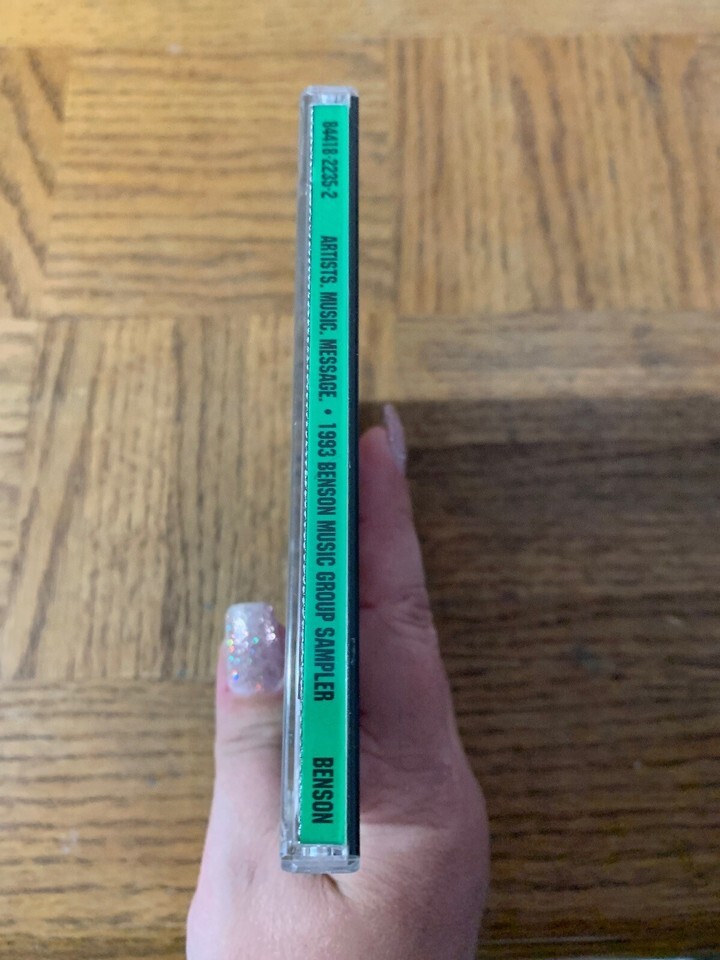 84418-2235-2 ARTISTS. MUSIC. MESSAGE. • 1993 BENSON MUSIC GROUP SAMPLER BENSON